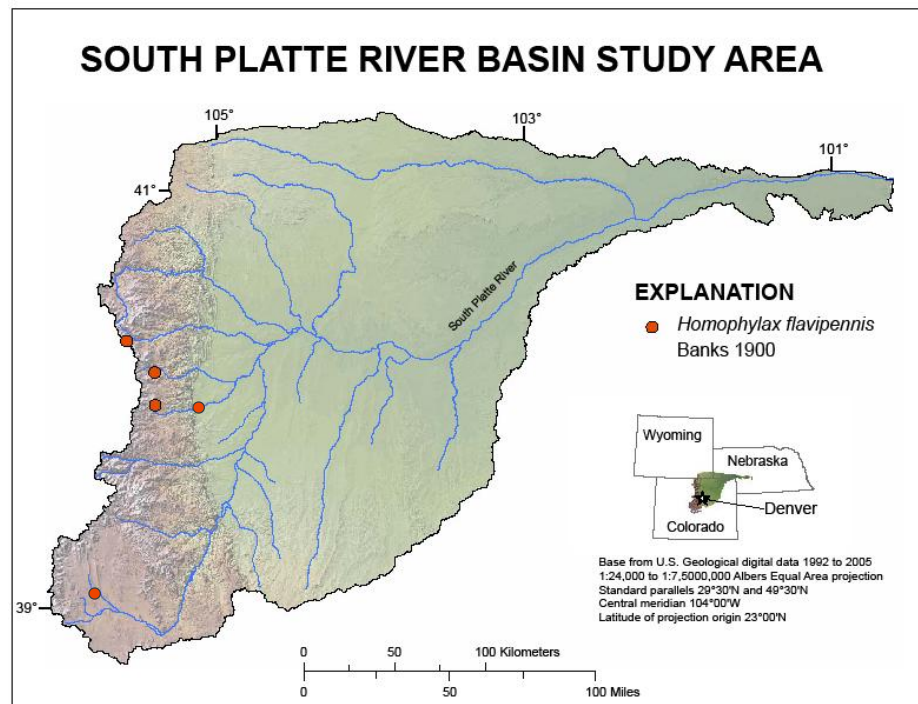 SOUTH PLATTE RIVER BASIN STUDY AREA
105°
103°
101°
41°
South Platte River
EXPLANATION
Homophylax flavipennis
Banks 1900
Wyoming
Nebraska
Denver
Colorado
Base from U.S. Geological digital data 1992 to 2005
1:24,000 to 1:7,5000,000 Albers Equal Area projection
Standard parallels 29°30'N and 49°30'N
Central meridian 104°00'W
Latitude of projection origin 23°00'N
39°
0 50 100 Kilometers
0 50 100 Miles